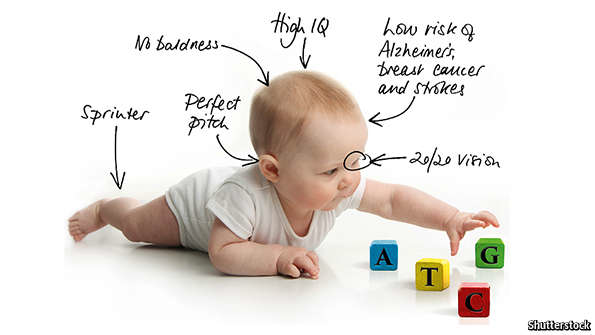 High IQ
No baldness
Low risk of
Alzheimer's,
breast cancer
and strokes
Sprinter
Perfect
pitch
20/20 vision
A
T
G
C
Shutterstock